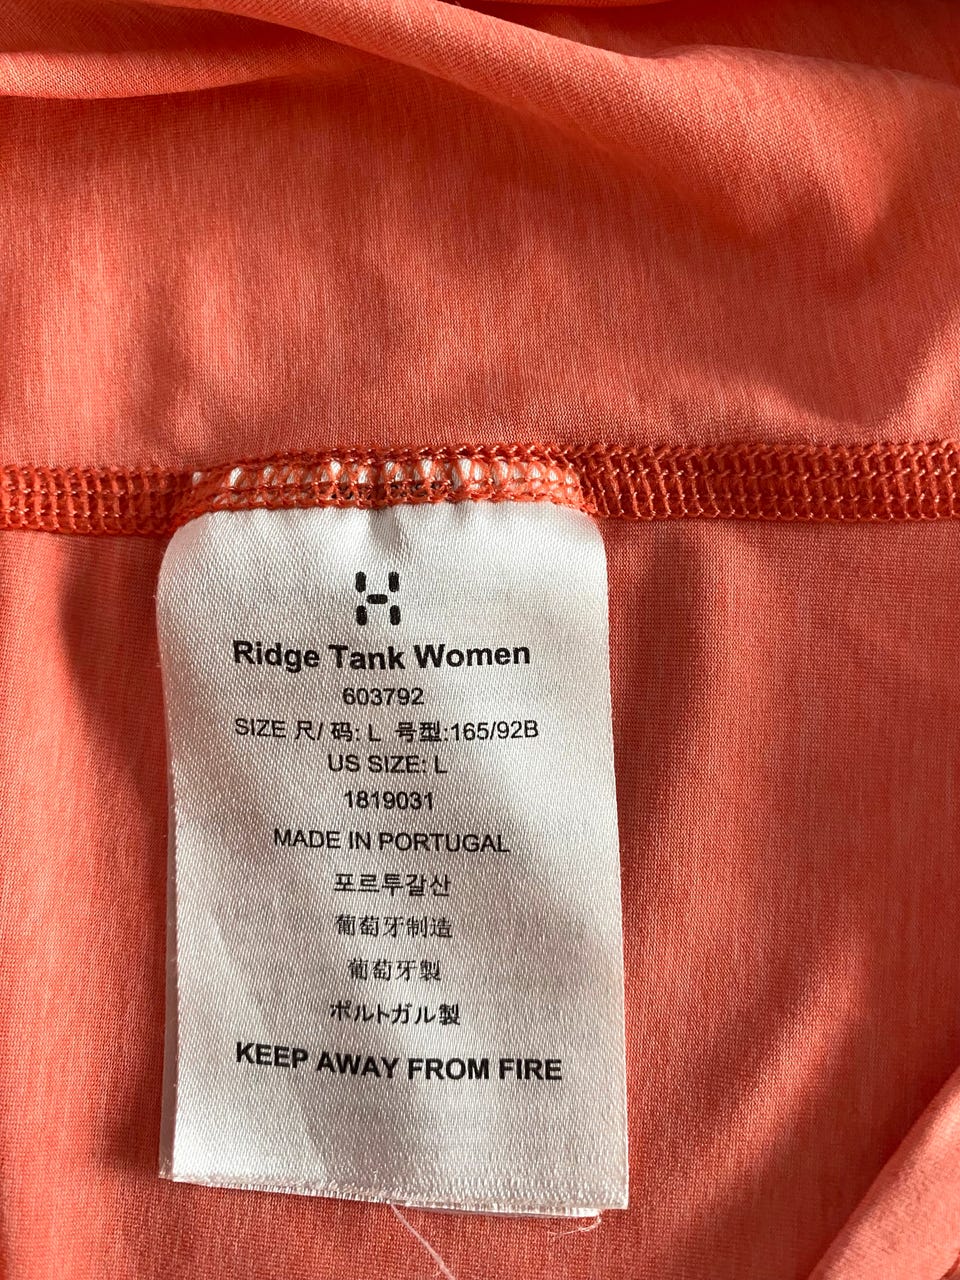 Ridge Tank Women
603792
SIZE 尺/ 码: L 号型:165/92B
US SIZE: L
1819031
MADE IN PORTUGAL
포르투갈산
葡萄牙制造
葡萄牙製
ポルトガル製
KEEP AWAY FROM FIRE